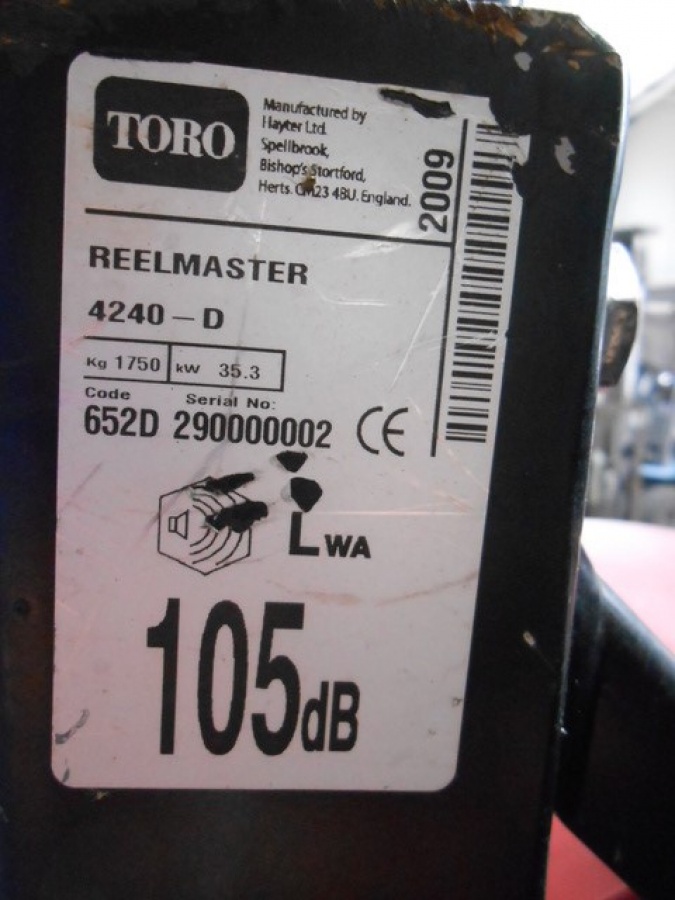 TORO
Manufactured by
Hayter Ltd.
Spellbrook,
Bishop's Stortford,
Herts. CM23 4BU. England.
2009
REELMASTER
4240-D
Kg 1750 kW 35.3
Code Serial No:
652D 290000002 CE
LWA
105dB